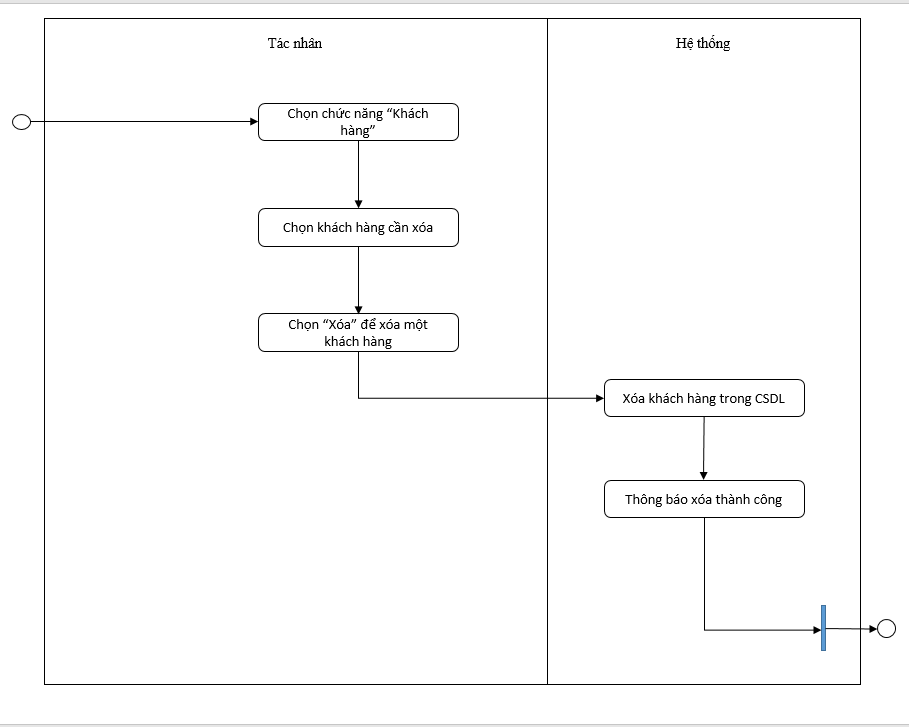 Tác nhân
Hệ thống
Chọn chức năng “Khách
hàng”
Chọn khách hàng cần xóa
Chọn “Xóa” để xóa một
khách hàng
Xóa khách hàng trong CSDL
Thông báo xóa thành công